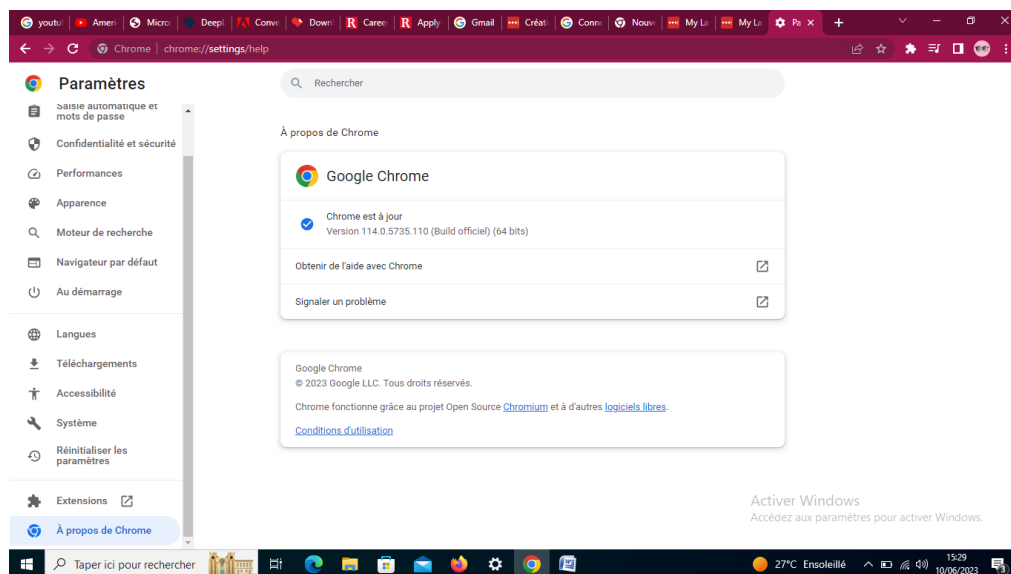 youtu
Ameri
Micro
Deepl
Conve
Down
Caree
Apply
Gmail
Créati
Conn
Nouv
My La
My La
Pa
Chrome | chrome://settings/help
Paramètres
Rechercher
Saisie automatique et
mots de passe
À propos de Chrome
Confidentialité et sécurité
Google Chrome
Performances
Apparence
Chrome est à jour
Version 114.0.5735.110 (Build officiel) (64 bits)
Moteur de recherche
Navigateur par défaut
Obtenir de l'aide avec Chrome
Au démarrage
Signaler un problème
Langues
Téléchargements
Google Chrome
© 2023 Google LLC. Tous droits réservés.
Accessibilité
Chrome fonctionne grâce au projet Open Source Chromium et à d'autres logiciels libres.
Système
Conditions d'utilisation
Réinitialiser les
paramètres
Extensions
Activer Windows
Accédez aux paramètres pour activer Windows.
À propos de Chrome
Taper ici pour rechercher
27°C Ensoleillé
15:29
10/06/2023
3